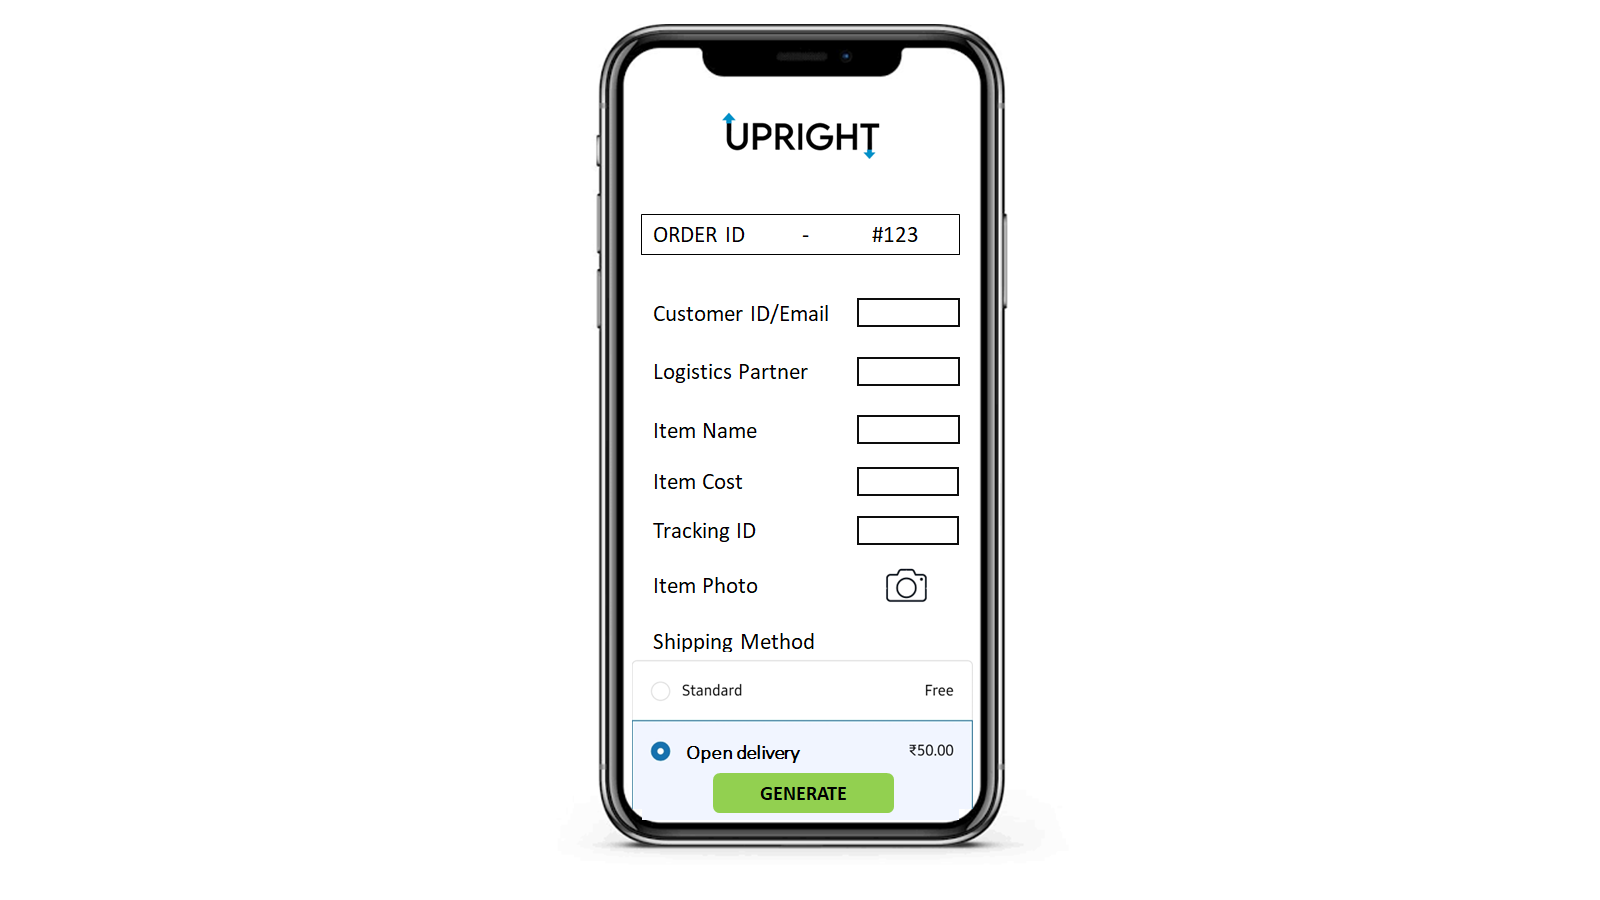 UPRIGHT
ORDER ID - #123
Customer ID/Email
Logistics Partner
Item Name
Item Cost
Tracking ID
Item Photo
Shipping Method
Standard Free
Open delivery ₹50.00
GENERATE